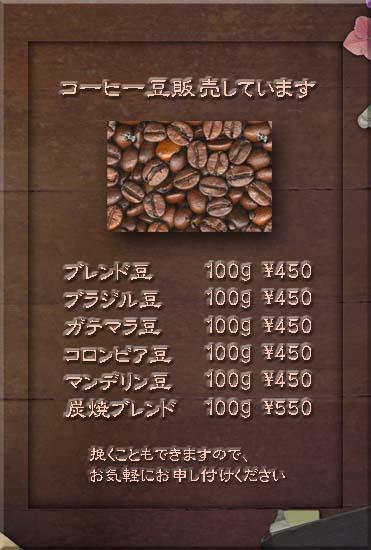 コーヒー豆販売しています
ブレンド豆 100g ¥450
ブラジル豆 100g ¥450
ガテマラ豆 100g ¥450
コロンビア豆 100g ¥450
マンデリン豆 100g ¥450
炭焼ブレンド 100g ¥550
挽くこともできますので、
お気軽にお申し付けください